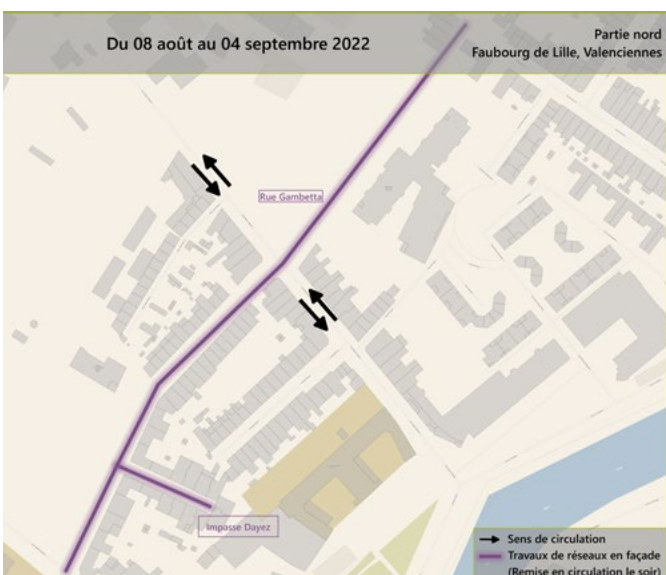 Du 08 août au 04 septembre 2022
Partie nord
Faubourg de Lille, Valenciennes
Rue Gambetta
Impasse Dayez
Sens de circulation
Travaux de réseaux en façade
(Remise en circulation le soir)